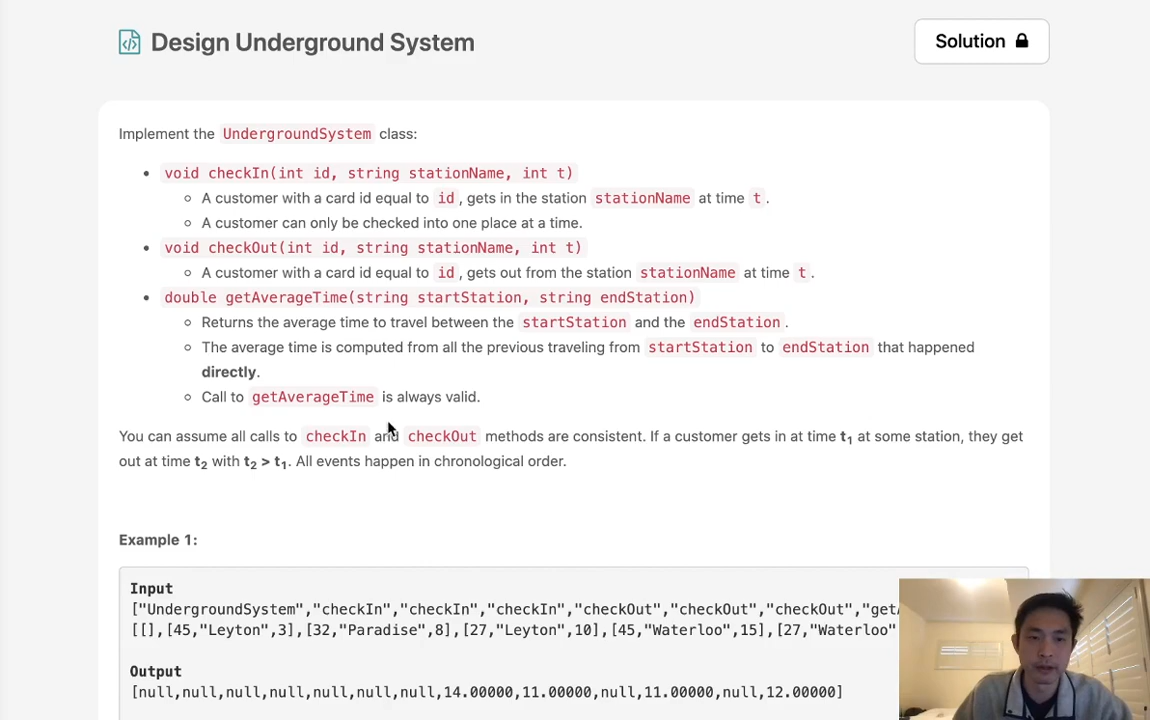 Design Underground System
Solution
Implement the UndergroundSystem class:
• void checkIn(int id, string stationName, int t)
◦ A customer with a card id equal to id, gets in the station stationName at time t.
◦ A customer can only be checked into one place at a time.
• void checkOut(int id, string stationName, int t)
◦ A customer with a card id equal to id, gets out from the station stationName at time t.
• double getAverageTime(string startStation, string endStation)
◦ Returns the average time to travel between the startStation and the endStation.
◦ The average time is computed from all the previous traveling from startStation to endStation that happened
directly.
◦ Call to getAverageTime is always valid.
You can assume all calls to checkIn and checkOut methods are consistent. If a customer gets in at time t1 at some station, they get
out at time t2 with t2 > t1. All events happen in chronological order.
Example 1:
Input
["UndergroundSystem","checkIn","checkIn","checkIn","checkOut","checkOut","checkOut","get
[[],[45,"Leyton",3],[32,"Paradise",8],[27,"Leyton",10],[45,"Waterloo",15],[27,"Waterloo"
Output
[null,null,null,null,null,null,null,14.00000,11.00000,null,11.00000,null,12.00000]